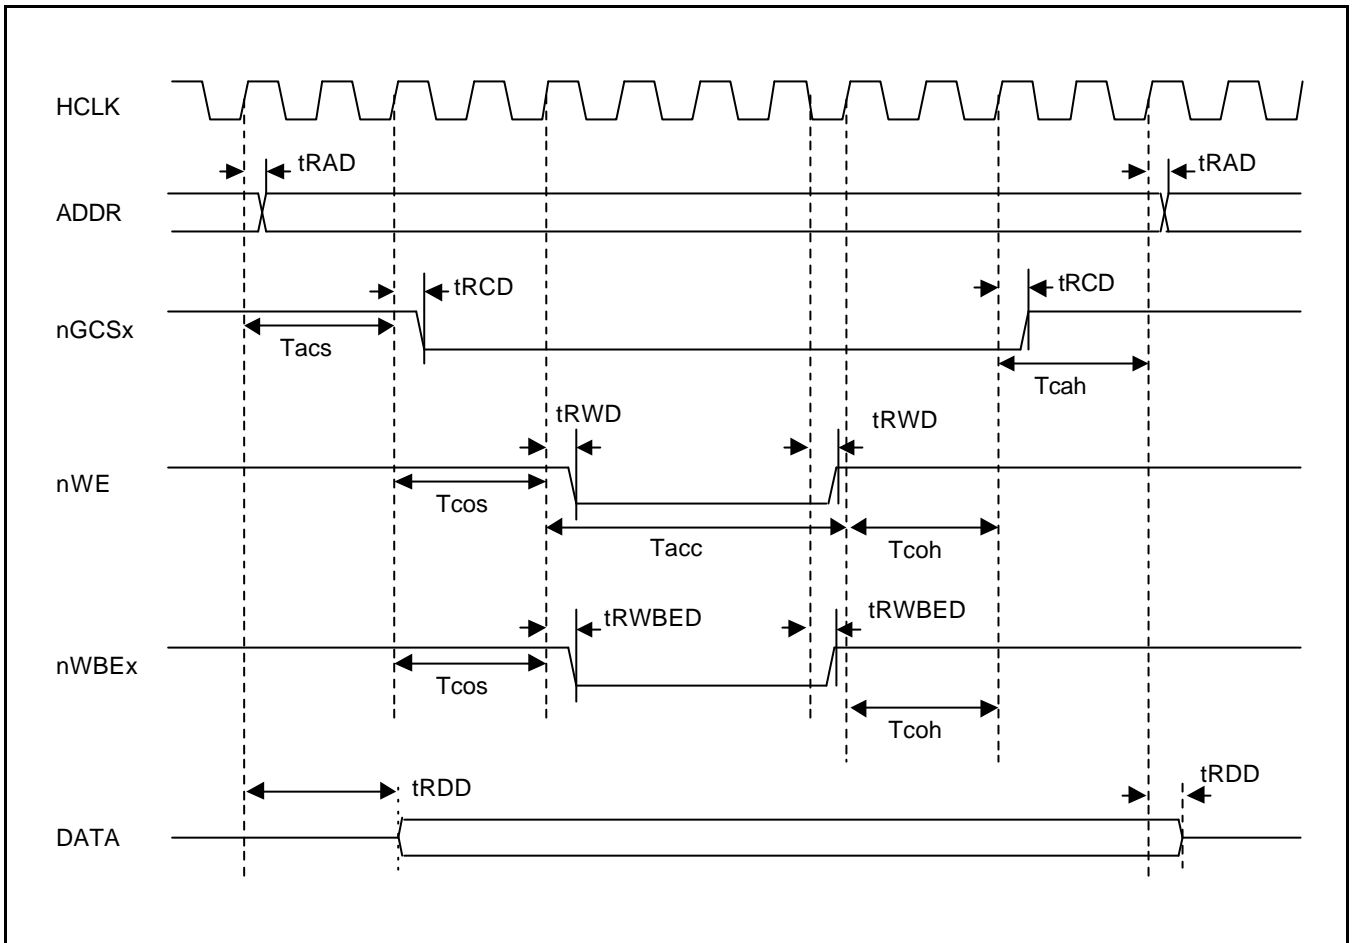 HCLK
tRAD
tRAD
ADDR
tRCD
tRCD
nGCSx
Tacs
Tcah
tRWD
tRWD
nWE
Tcos
Tacc
Tcoh
tRWBED
tRWBED
nWBEx
Tcos
Tcoh
tRDD
tRDD
DATA